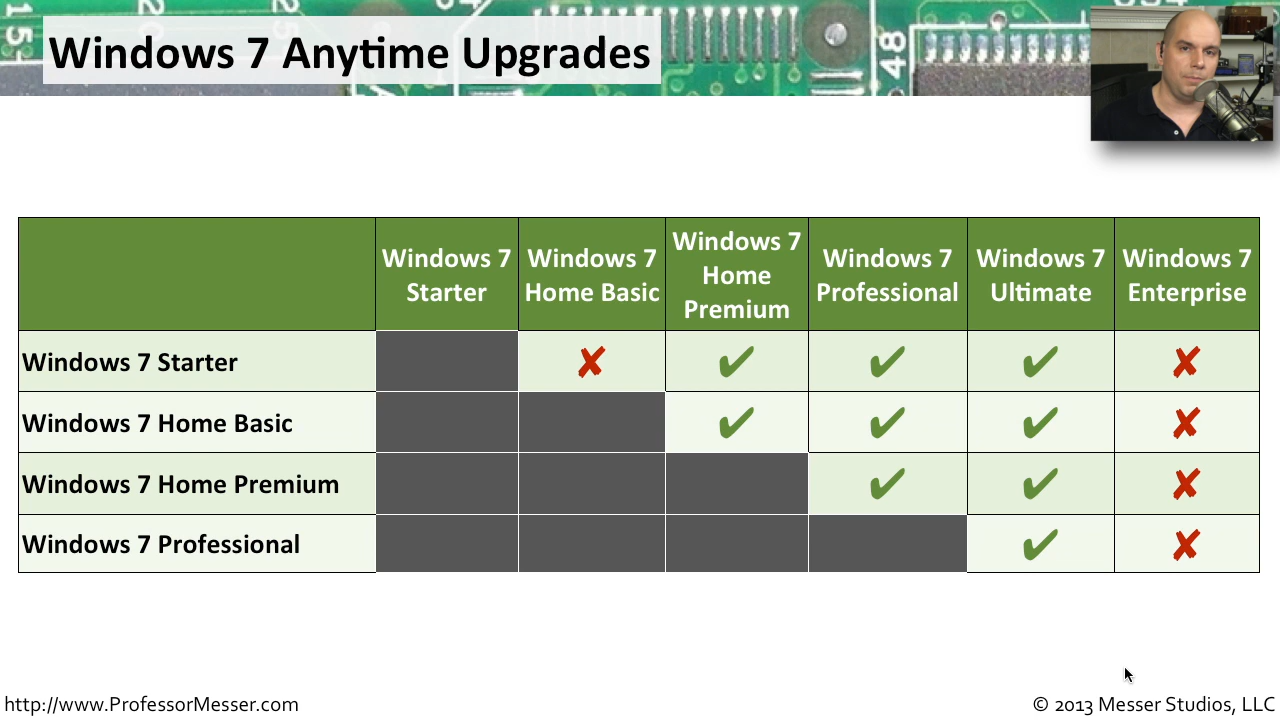 Windows 7 Anytime Upgrades
48
Windows 7 Starter
Windows 7 Home Basic
Windows 7 Home Premium
Windows 7 Professional
Windows 7 Ultimate
Windows 7 Enterprise
Windows 7 Starter ✘ ✔ ✔ ✔ ✘
Windows 7 Home Basic ✔ ✔ ✔ ✘
Windows 7 Home Premium ✔ ✔ ✘
Windows 7 Professional ✔ ✘
http://www.ProfessorMesser.com
© 2013 Messer Studios, LLC